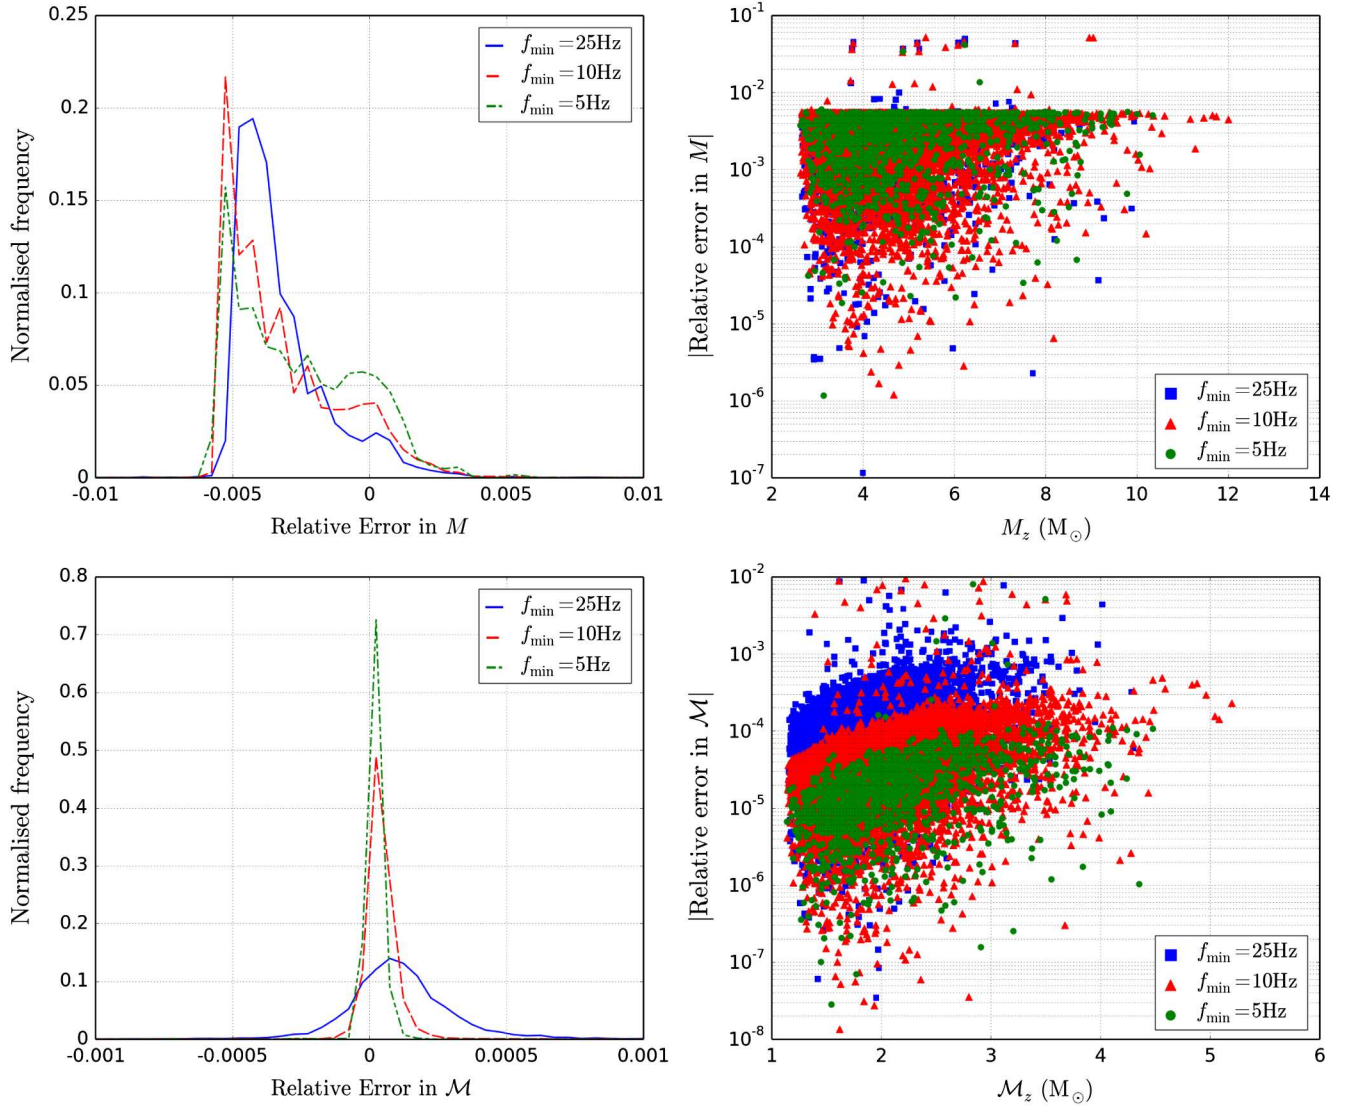 0.25
0.2
0.15
0.1
0.05
0
-0.01 -0.005 0 0.005 0.01
Normalised frequency
Relative Error in M
f_min = 25Hz
f_min = 10Hz
f_min = 5Hz
10^-1
10^-2
10^-3
10^-4
10^-5
10^-6
10^-7
2 4 6 8 10 12 14
|Relative error in M|
M_z (M_⊙)
f_min = 25Hz
f_min = 10Hz
f_min = 5Hz
0.8
0.7
0.6
0.5
0.4
0.3
0.2
0.1
0
-0.001 -0.0005 0 0.0005 0.001
Normalised frequency
Relative Error in ℳ
f_min = 25Hz
f_min = 10Hz
f_min = 5Hz
10^-2
10^-3
10^-4
10^-5
10^-6
10^-7
10^-8
1 2 3 4 5 6
|Relative error in ℳ|
ℳ_z (M_⊙)
f_min = 25Hz
f_min = 10Hz
f_min = 5Hz